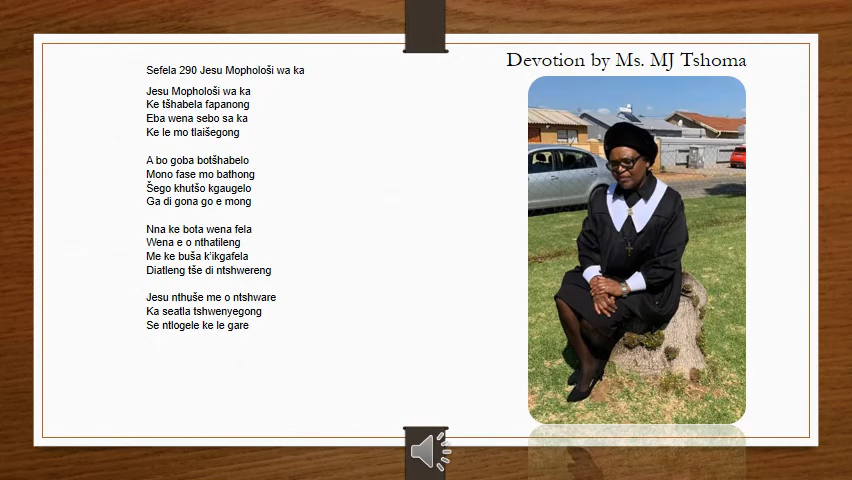 Devotion by Ms. MJ Tshoma
Sefela 290 Jesu Mophološi wa ka
Jesu Mophološi wa ka
Ke tšhabela fapanong
Eba wena sebo sa ka
Ke le mo tlaišegong
A bo goba botšhabelo
Mono fase mo bathong
Šego khutšo kgaugelo
Ga di gona go e mong
Nna ke bota wena fela
Wena e o nthatileng
Me ke buša k'ikgafela
Diatleng tše di ntshwereng
Jesu nthuše me o ntshware
Ka seatla tshwenyegong
Se ntlogele ke le gare